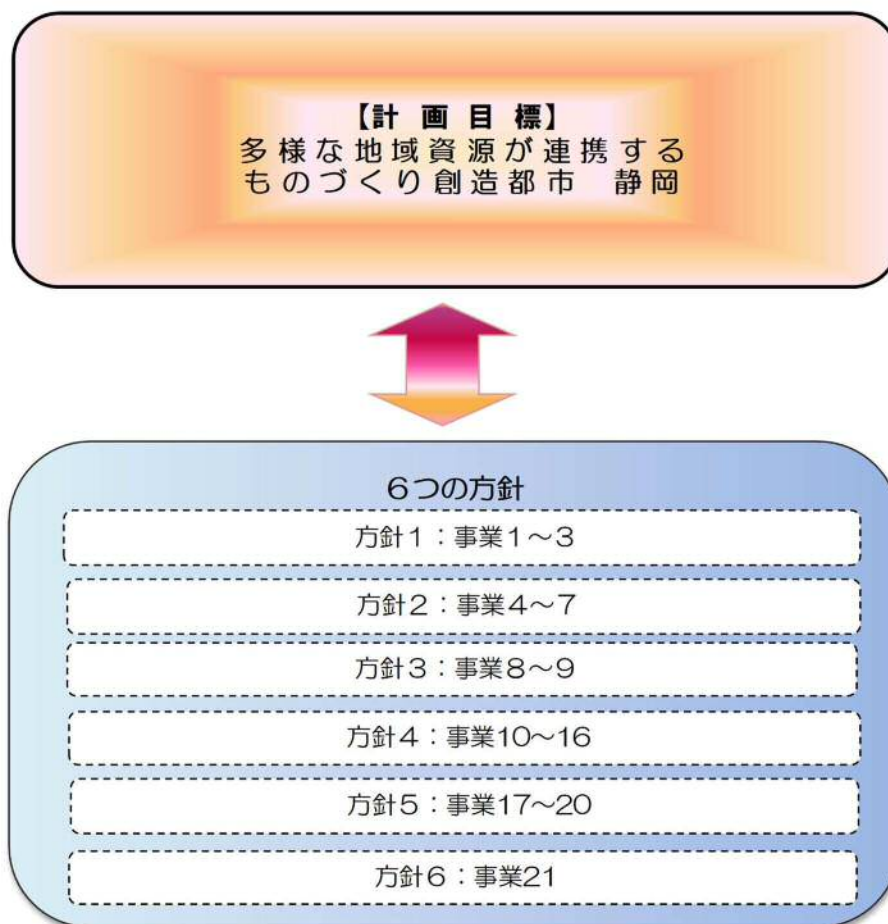 【計画目標】
多様な地域資源が連携する
ものづくり創造都市　静岡
６つの方針
方針１：事業１～３
方針２：事業４～７
方針３：事業８～９
方針４：事業10～16
方針５：事業17～20
方針６：事業21